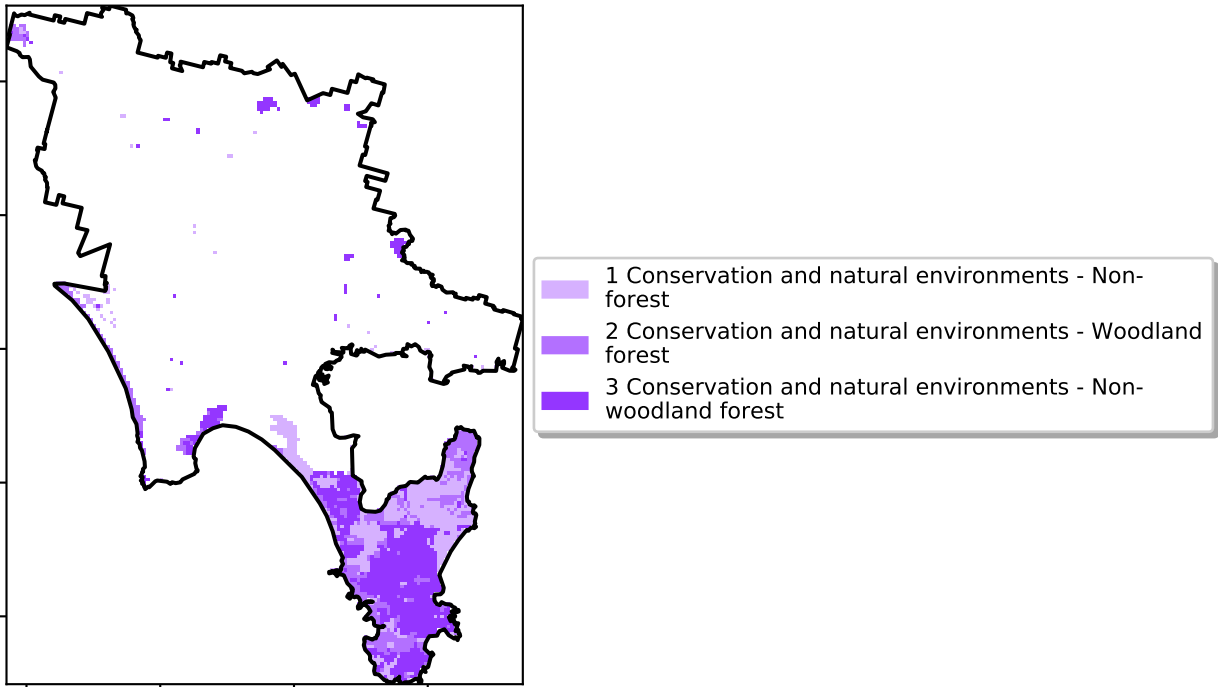 1 Conservation and natural environments - Non-
forest
2 Conservation and natural environments - Woodland
forest
3 Conservation and natural environments - Non-
woodland forest